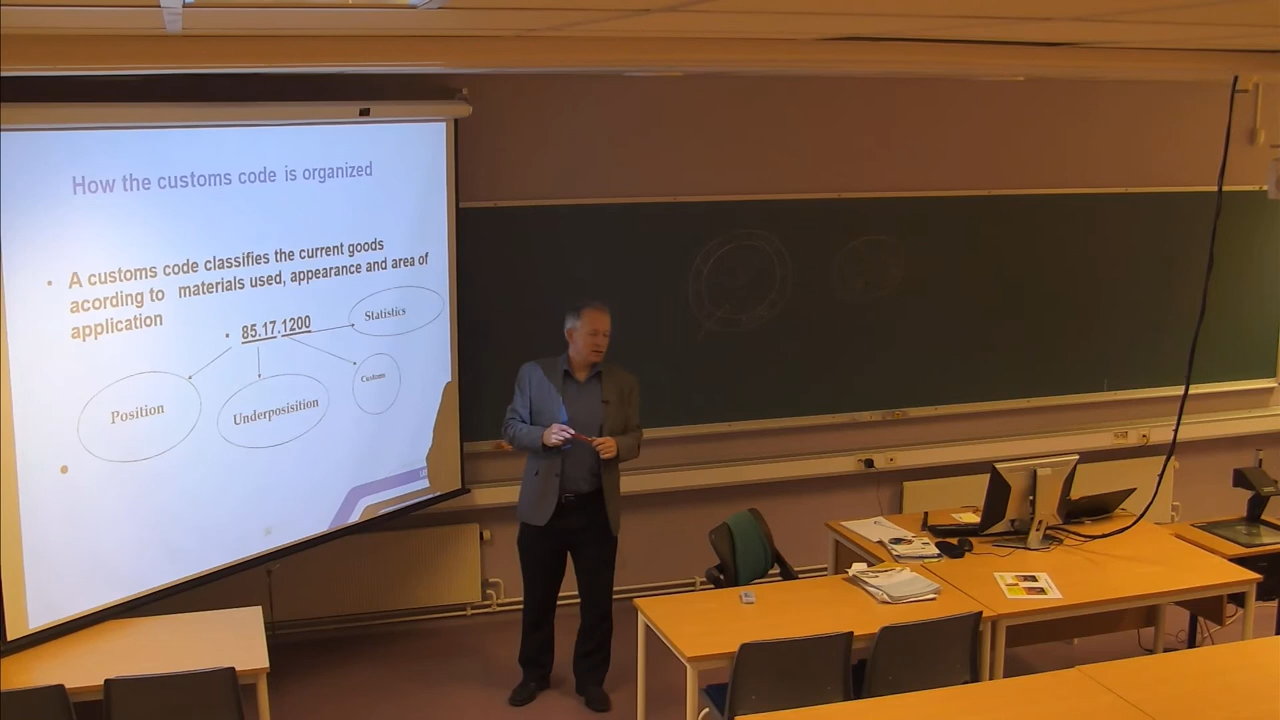 How the customs code is organized
• A customs code classifies the current goods
acording to materials used, appearance and area of
application
• 85.17.1200
Statistics
Customs
Position
Underposisition